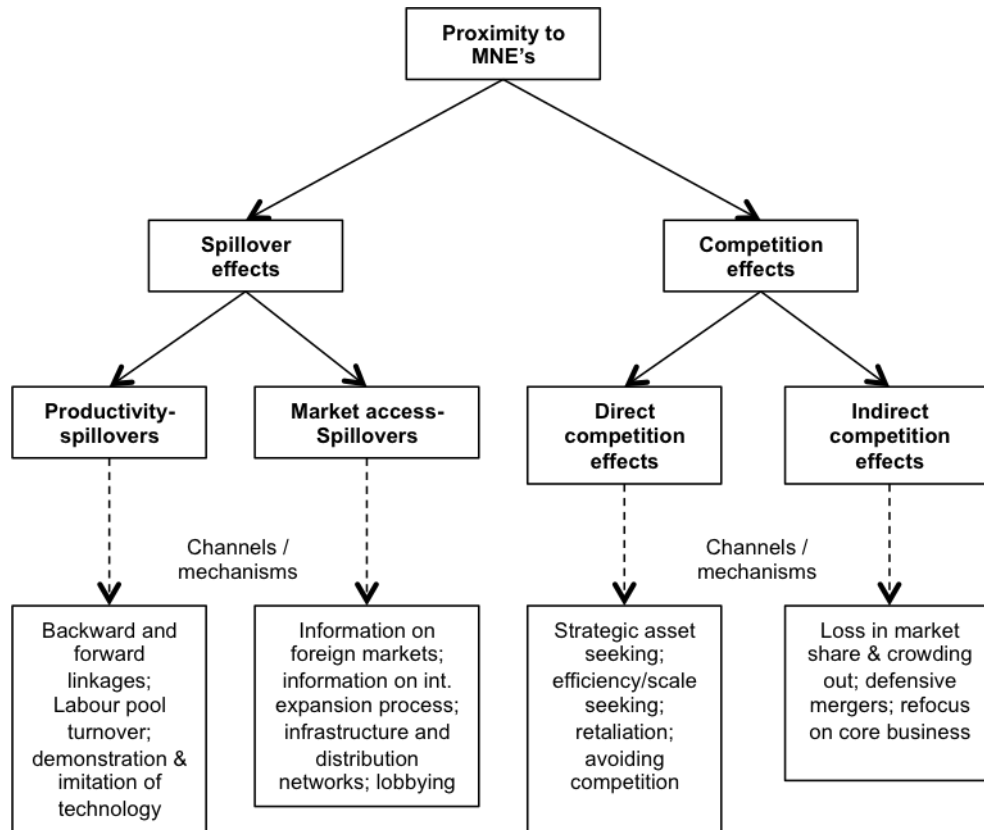 Proximity to
MNE's
Spillover
effects
Competition
effects
Productivity-
spillovers
Market access-
Spillovers
Direct
competition
effects
Indirect
competition
effects
Channels /
mechanisms
Channels /
mechanisms
Backward and
forward
linkages;
Labour pool
turnover;
demonstration &
imitation of
technology
Information on
foreign markets;
information on int.
expansion process;
infrastructure and
distribution
networks; lobbying
Strategic asset
seeking;
efficiency/scale
seeking;
retaliation;
avoiding
competition
Loss in market
share & crowding
out; defensive
mergers; refocus
on core business